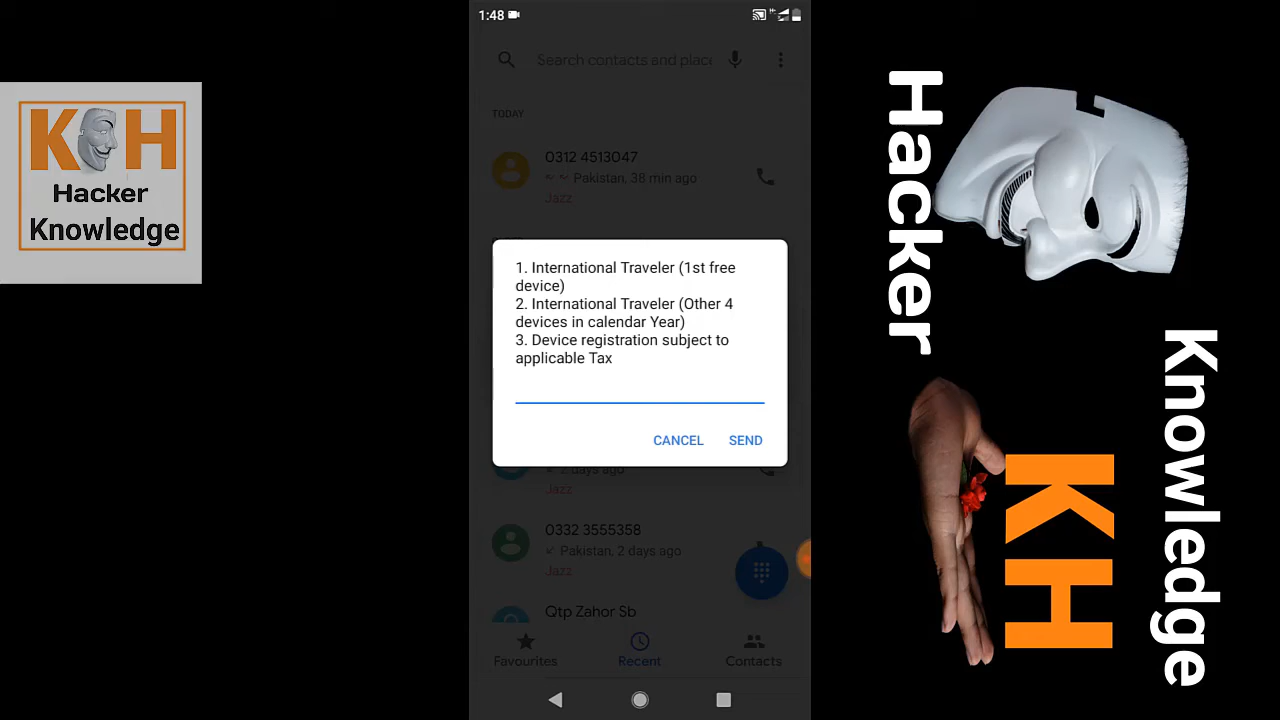 KH
Hacker
Knowledge
1:48
Search contacts and place
TODAY
0312 4513047
Pakistan, 38 min ago
Jazz
1. International Traveler (1st free
device)
2. International Traveler (Other 4
devices in calendar Year)
3. Device registration subject to
applicable Tax
CANCEL SEND
2 days ago
Jazz
0332 3555358
Pakistan, 2 days ago
Jazz
Qtp Zahor Sb
Favourites Recent Contacts
Hacker
Knowledge
KH